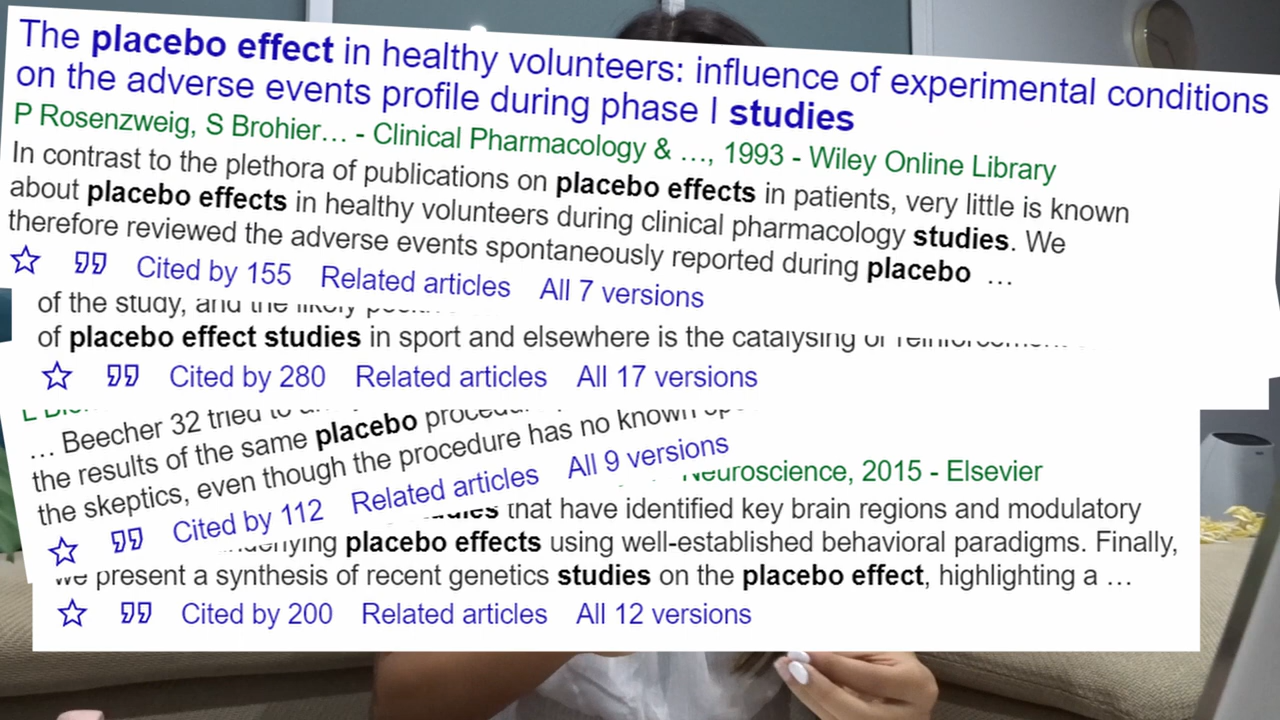 The placebo effect in healthy volunteers: influence of experimental conditions
on the adverse events profile during phase I studies
P Rosenzweig, S Brohier… - Clinical Pharmacology & …, 1993 - Wiley Online Library
In contrast to the plethora of publications on placebo effects in patients, very little is known
about placebo effects in healthy volunteers during clinical pharmacology studies. We
therefore reviewed the adverse events spontaneously reported during placebo …
Cited by 155 Related articles All 7 versions
of the study, and the likely
of placebo effect studies in sport and elsewhere is the catalysing or
Cited by 280 Related articles All 17 versions
… Beecher 32 tried to
the results of the same placebo
the skeptics, even though the procedure has no known
Cited by 112 Related articles All 9 versions
Neuroscience, 2015 - Elsevier
studies that have identified key brain regions and modulatory
placebo effects using well-established behavioral paradigms. Finally,
we present a synthesis of recent genetics studies on the placebo effect, highlighting a …
Cited by 200 Related articles All 12 versions